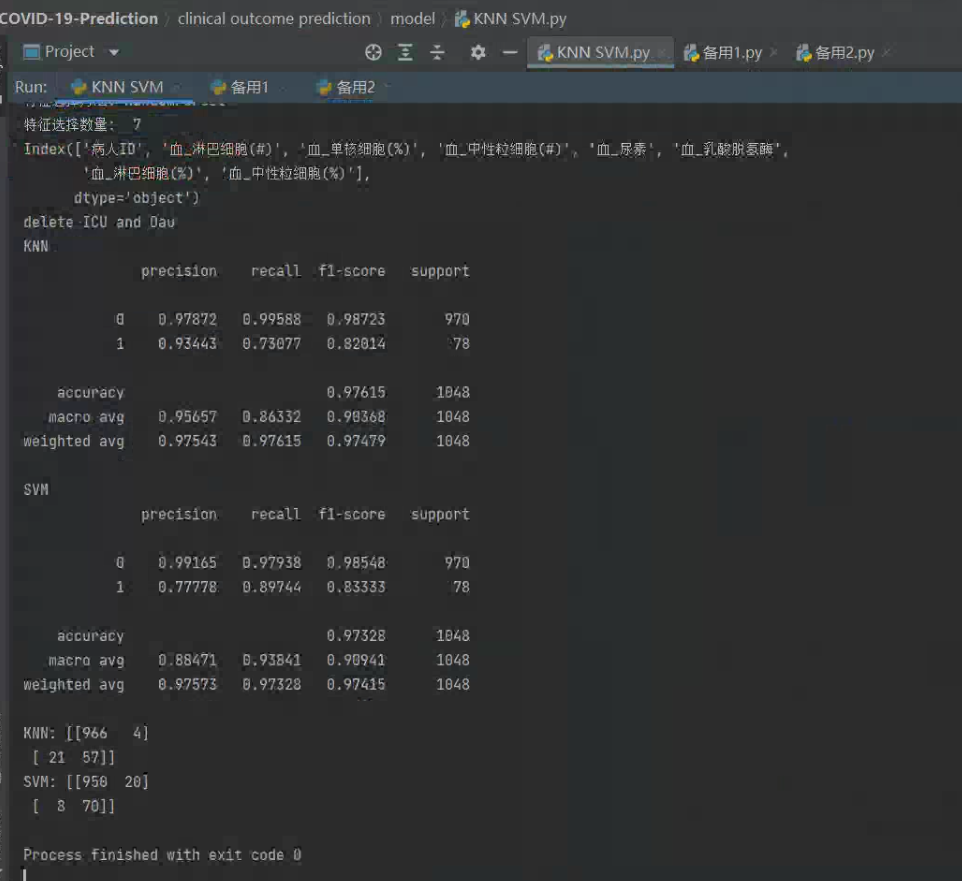 COVID-19-Prediction clinical outcome prediction model KNN SVM.py
Project KNN SVM.py 备用1.py 备用2.py
Run: KNN SVM 备用1 备用2
特征选择数量: 7
Index(['病人ID', '血_淋巴细胞(#)', '血_单核细胞(%)', '血_中性粒细胞(#)', '血_尿素', '血_乳酸脱氢酶',
'血_淋巴细胞(%)', '血_中性粒细胞(%)'],
dtype='object')
delete ICU and Day
KNN
precision recall f1-score support
0 0.97872 0.99588 0.98723 970
1 0.93443 0.73077 0.82014 78
accuracy 0.97615 1048
macro avg 0.95657 0.86332 0.90368 1048
weighted avg 0.97543 0.97615 0.97479 1048
SVM
precision recall f1-score support
0 0.99165 0.97938 0.98548 970
1 0.77778 0.89744 0.83333 78
accuracy 0.97328 1048
macro avg 0.88471 0.93841 0.90941 1048
weighted avg 0.97573 0.97328 0.97415 1048
KNN: [[966 4]
[ 21 57]]
SVM: [[950 20]
[ 8 70]]
Process finished with exit code 0